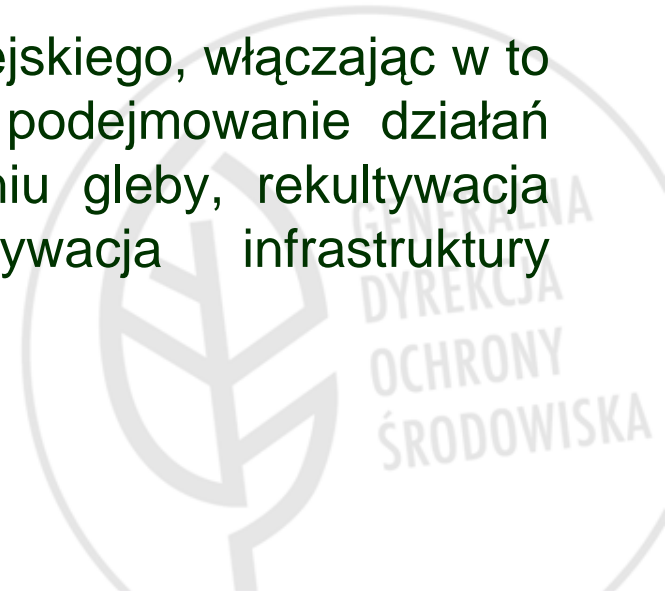 ejskiego, włączając w to
podejmowanie działań
niu gleby, rekultywacja
ywacja infrastruktury
GENERALNA
DYREKCJA
OCHRONY
ŚRODOWISKA